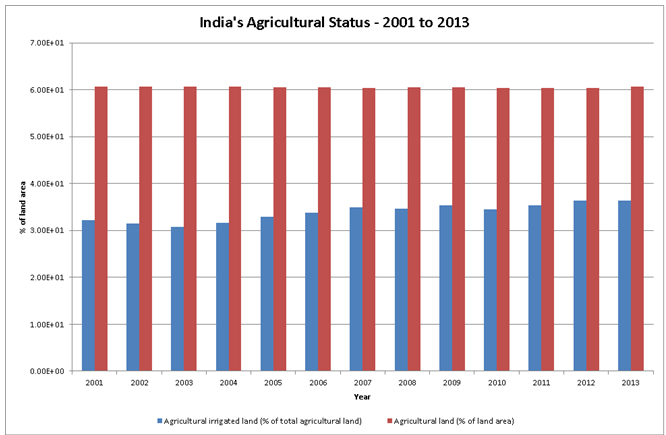 India's Agricultural Status - 2001 to 2013
7.00E+01
6.00E+01
5.00E+01
4.00E+01
3.00E+01
2.00E+01
1.00E+01
0.00E+00
% of land area
2001 2002 2003 2004 2005 2006 2007 2008 2009 2010 2011 2012 2013
Year
Agricultural irrigated land (% of total agricultural land) Agricultural land (% of land area)